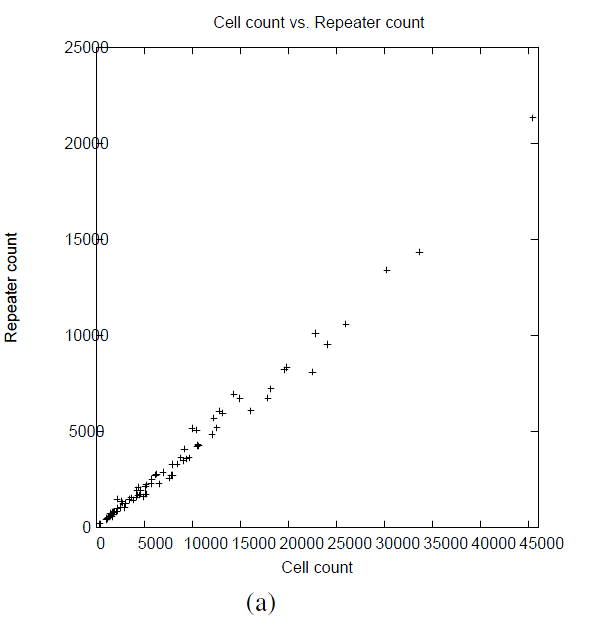 Cell count vs. Repeater count
25000
20000
15000
10000
5000
0
Repeater count
0 5000 10000 15000 20000 25000 30000 35000 40000 45000
Cell count
(a)